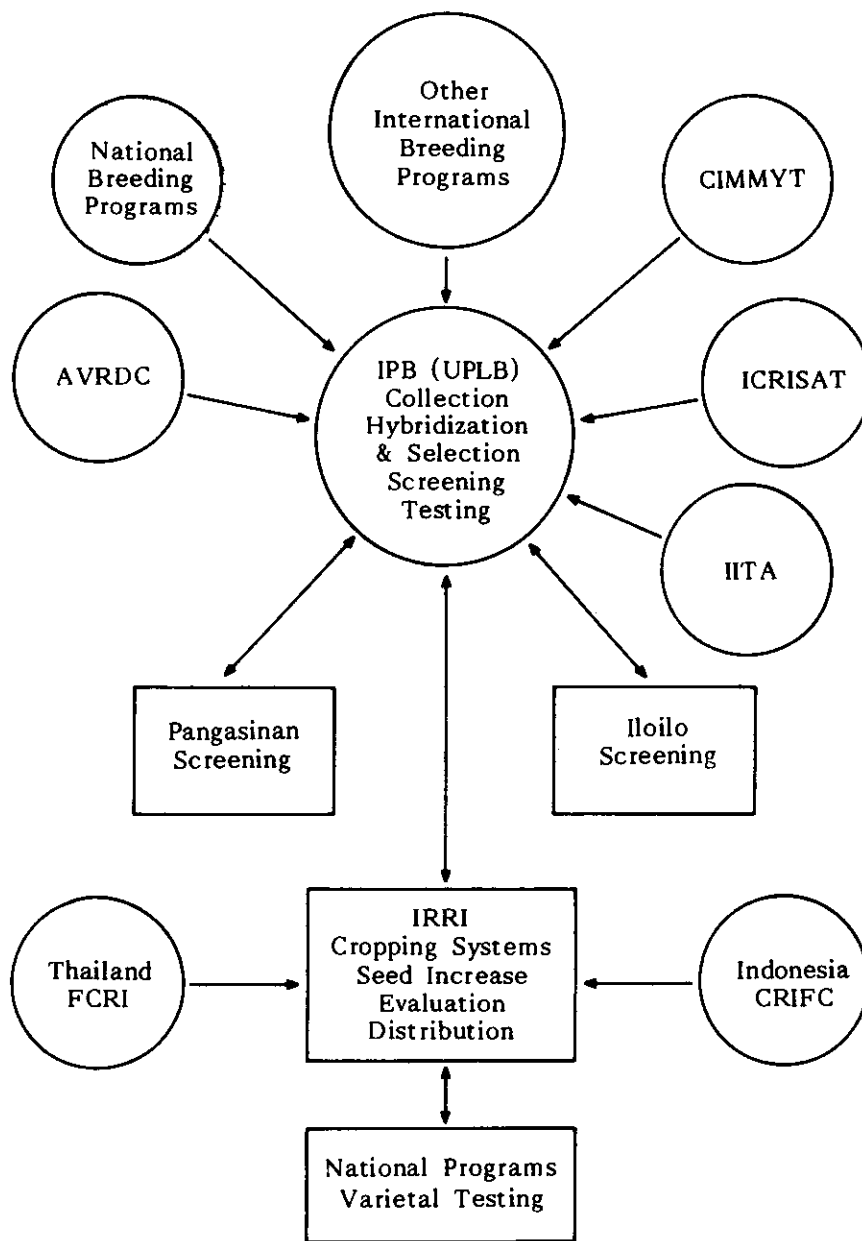 Other
International
Breeding
Programs
National
Breeding
Programs
CIMMYT
AVRDC
IPB (UPLB)
Collection
Hybridization
& Selection
Screening
Testing
ICRISAT
IITA
Pangasinan
Screening
Iloilo
Screening
Thailand
FCRI
IRRI
Cropping Systems
Seed Increase
Evaluation
Distribution
Indonesia
CRIFC
National Programs
Varietal Testing